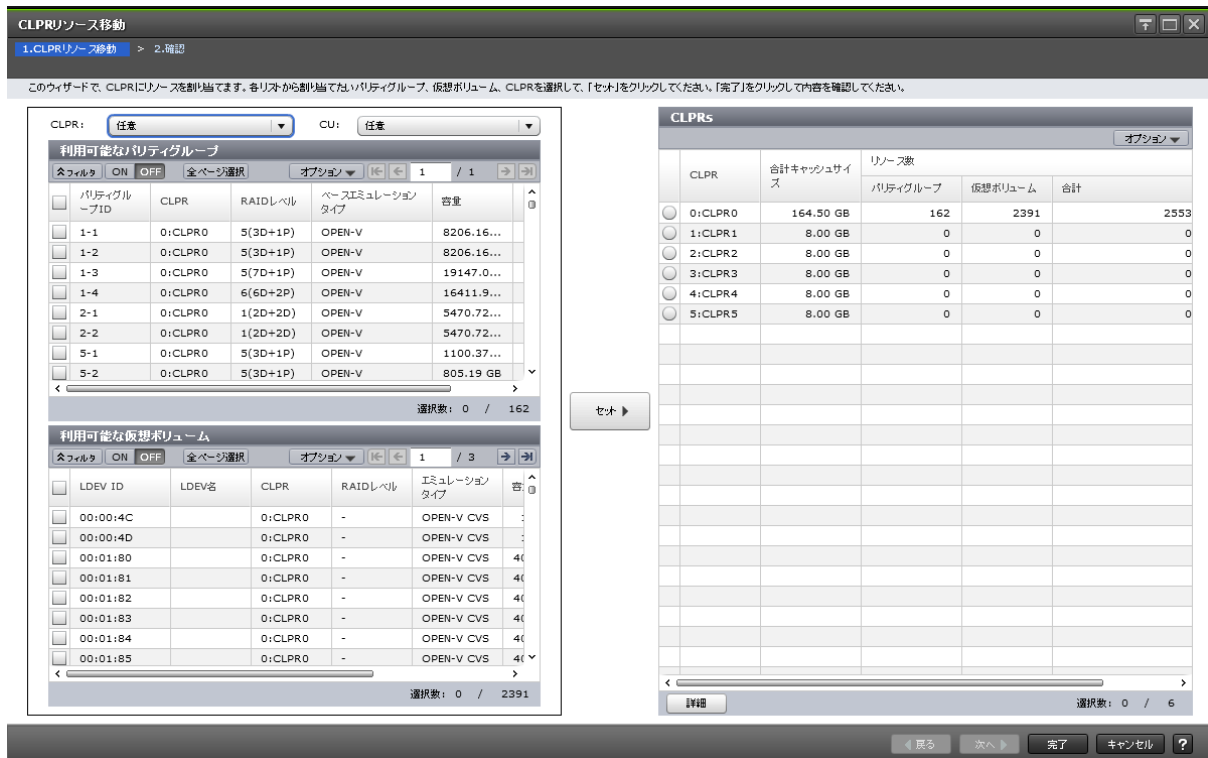 CLPRリソース移動
1.CLPRリソース移動 > 2.確認
このウィザードで、CLPRにリソースを割り当てます。各リストから割り当てたいパリティグループ、仮想ボリューム、CLPRを選択して、「セット」をクリックしてください。「完了」をクリックして内容を確認してください。
CLPR: 任意 CU: 任意
利用可能なパリティグループ
フィルタ ON OFF 全ページ選択 オプション 1 / 1
パリティグループID CLPR RAIDレベル ベースエミュレーションタイプ 容量
1-1 0:CLPR0 5(3D+1P) OPEN-V 8206.16...
1-2 0:CLPR0 5(3D+1P) OPEN-V 8206.16...
1-3 0:CLPR0 5(7D+1P) OPEN-V 19147.0...
1-4 0:CLPR0 6(6D+2P) OPEN-V 16411.9...
2-1 0:CLPR0 1(2D+2D) OPEN-V 5470.72...
2-2 0:CLPR0 1(2D+2D) OPEN-V 5470.72...
5-1 0:CLPR0 5(3D+1P) OPEN-V 1100.37...
5-2 0:CLPR0 5(3D+1P) OPEN-V 805.19 GB
選択数: 0 / 162
利用可能な仮想ボリューム
フィルタ ON OFF 全ページ選択 オプション 1 / 3
LDEV ID LDEV名 CLPR RAIDレベル エミュレーションタイプ 容
00:00:4C 0:CLPR0 - OPEN-V CVS
00:00:4D 0:CLPR0 - OPEN-V CVS
00:01:80 0:CLPR0 - OPEN-V CVS 40
00:01:81 0:CLPR0 - OPEN-V CVS 40
00:01:82 0:CLPR0 - OPEN-V CVS 40
00:01:83 0:CLPR0 - OPEN-V CVS 40
00:01:84 0:CLPR0 - OPEN-V CVS 40
00:01:85 0:CLPR0 - OPEN-V CVS 40
選択数: 0 / 2391
セット
CLPRs
オプション
CLPR 合計キャッシュサイズ リソース数
パリティグループ 仮想ボリューム 合計
0:CLPR0 164.50 GB 162 2391 2553
1:CLPR1 8.00 GB 0 0 0
2:CLPR2 8.00 GB 0 0 0
3:CLPR3 8.00 GB 0 0 0
4:CLPR4 8.00 GB 0 0 0
5:CLPR5 8.00 GB 0 0 0
詳細 選択数: 0 / 6
戻る 次へ 完了 キャンセル ?